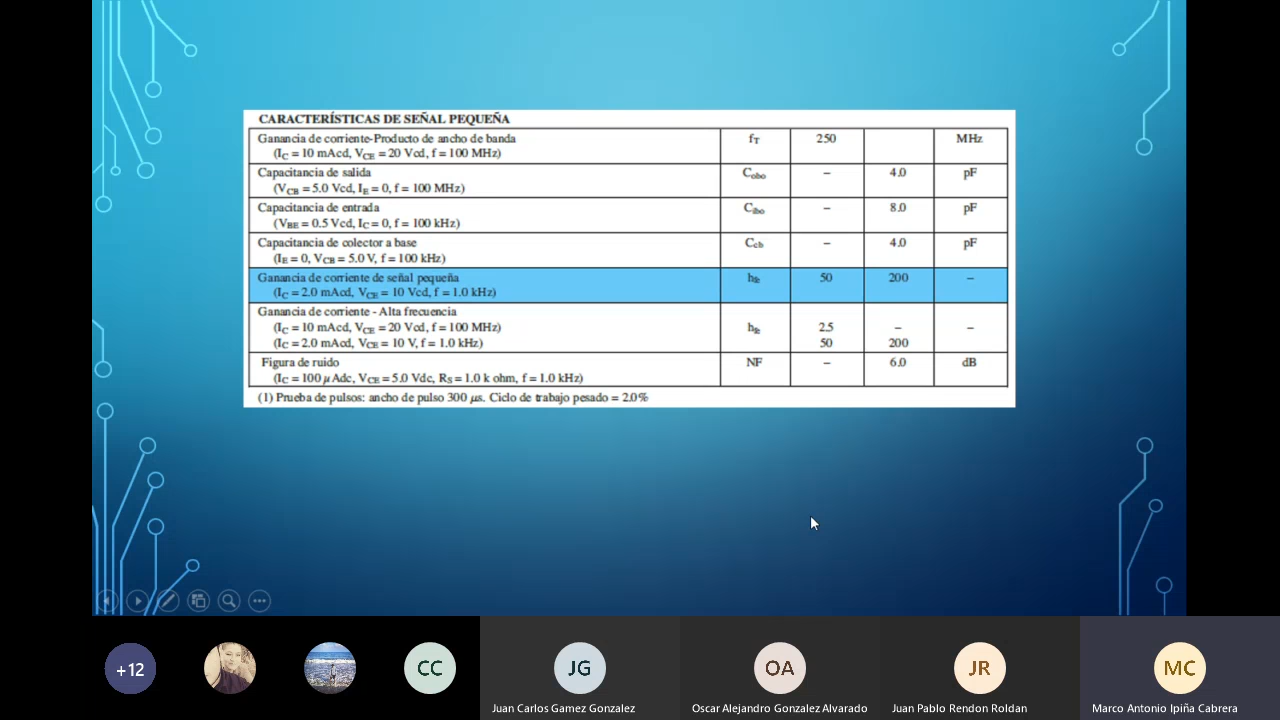 CARACTERÍSTICAS DE SEÑAL PEQUEÑA
Ganancia de corriente-Producto de ancho de banda fT 250 MHz
(IC = 10 mAcd, VCE = 20 Vcd, f = 100 MHz)
Capacitancia de salida Cobo – 4.0 pF
(VCB = 5.0 Vcd, IE = 0, f = 100 MHz)
Capacitancia de entrada Cibo – 8.0 pF
(VBE = 0.5 Vcd, IC = 0, f = 100 kHz)
Capacitancia de colector a base Ccb – 4.0 pF
(IE = 0, VCB = 5.0 V, f = 100 kHz)
Ganancia de corriente de señal pequeña hfe 50 200 –
(IC = 2.0 mAcd, VCE = 10 Vcd, f = 1.0 kHz)
Ganancia de corriente - Alta frecuencia
(IC = 10 mAcd, VCE = 20 Vcd, f = 100 MHz) hfe 2.5 – –
(IC = 2.0 mAcd, VCE = 10 V, f = 1.0 kHz) 50 200
Figura de ruido NF – 6.0 dB
(IC = 100 μ Adc, VCE = 5.0 Vdc, RS = 1.0 k ohm, f = 1.0 kHz)
(1) Prueba de pulsos: ancho de pulso 300 μs. Ciclo de trabajo pesado = 2.0%
+12 CC JG OA JR MC
Juan Carlos Gamez Gonzalez Oscar Alejandro Gonzalez Alvarado Juan Pablo Rendon Roldan Marco Antonio Ipiña Cabrera